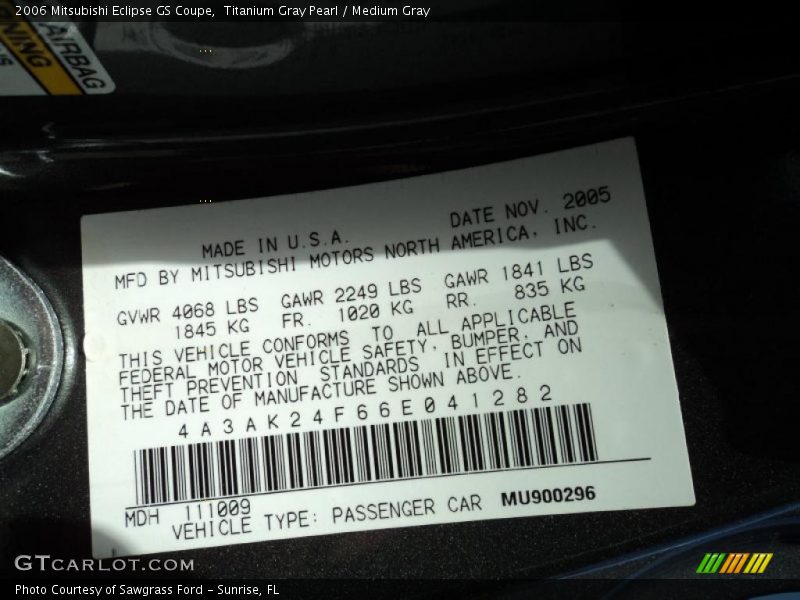 2006 Mitsubishi Eclipse GS Coupe,  Titanium Gray Pearl / Medium Gray
AIRBAG
MADE IN U.S.A. DATE NOV. 2005
MFD BY MITSUBISHI MOTORS NORTH AMERICA, INC.
GVWR 4068 LBS GAWR 2249 LBS GAWR 1841 LBS
1845 KG FR. 1020 KG RR. 835 KG
THIS VEHICLE CONFORMS TO ALL APPLICABLE
FEDERAL MOTOR VEHICLE SAFETY, BUMPER, AND
THEFT PREVENTION STANDARDS IN EFFECT ON
THE DATE OF MANUFACTURE SHOWN ABOVE.
4A3AK24F66E041282
MDH 111009
VEHICLE TYPE: PASSENGER CAR MU900296
GTCARLOT.COM
Photo Courtesy of Sawgrass Ford - Sunrise, FL